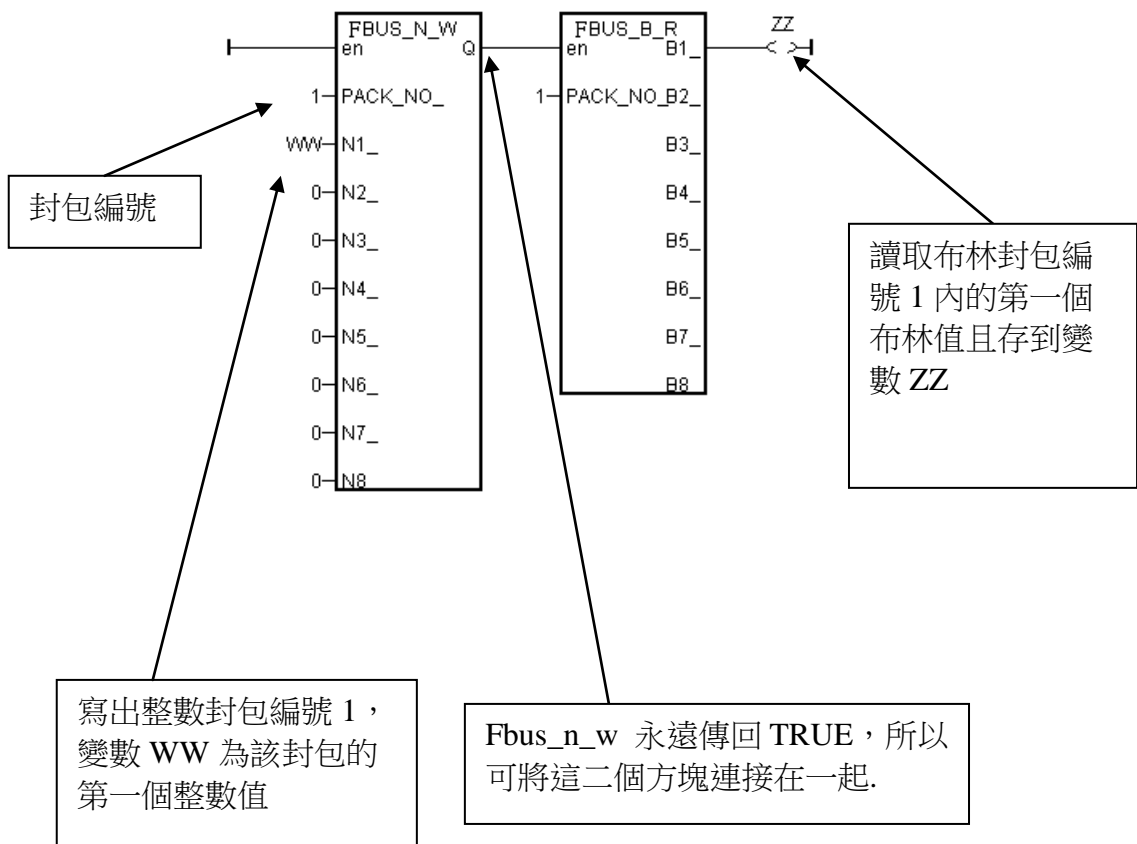 FBUS_N_W
en Q
1 PACK_NO_
WW N1_
0 N2_
0 N3_
0 N4_
0 N5_
0 N6_
0 N7_
0 N8
FBUS_B_R
en B1_
1 PACK_NO_B2_
B3_
B4_
B5_
B6_
B7_
B8
ZZ
封包編號
讀取布林封包編
號 1 內的第一個
布林值且存到變
數 ZZ
寫出整數封包編號 1，
變數 WW 為該封包的
第一個整數值
Fbus_n_w 永遠傳回 TRUE，所以
可將這二個方塊連接在一起.